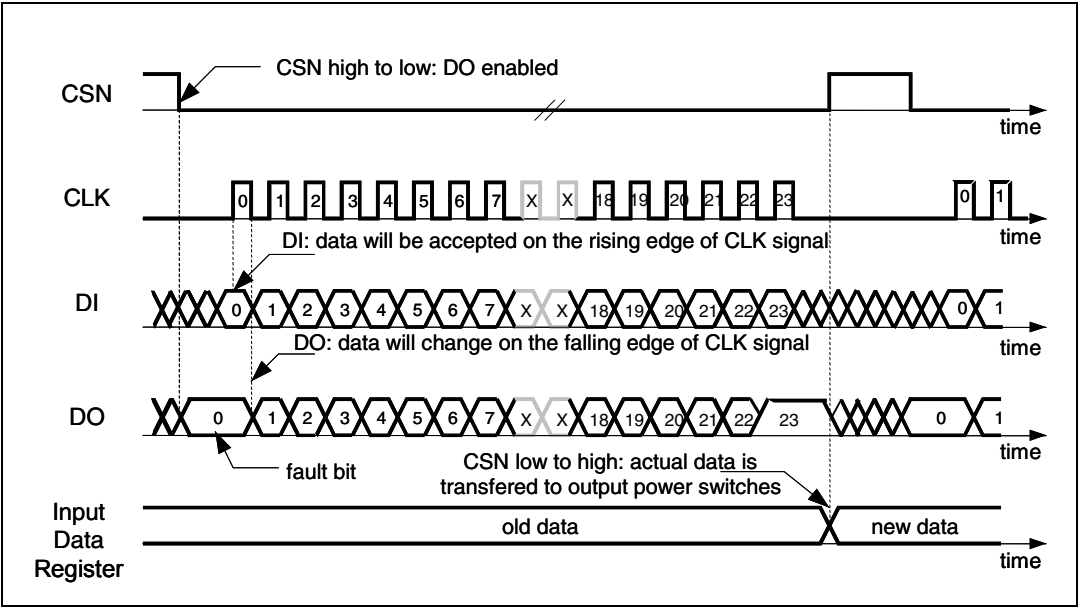 CSN high to low: DO enabled
CSN
time
CLK
0 1 2 3 4 5 6 7 X X 18 19 20 21 22 23 0 1
time
DI: data will be accepted on the rising edge of CLK signal
DI
0 1 2 3 4 5 6 7 X X 18 19 20 21 22 23 0 1
time
DO: data will change on the falling edge of CLK signal
DO
0 1 2 3 4 5 6 7 X X 18 19 20 21 22 23 0 1
time
fault bit
CSN low to high: actual data is
transfered to output power switches
Input
Data
Register
old data
new data
time